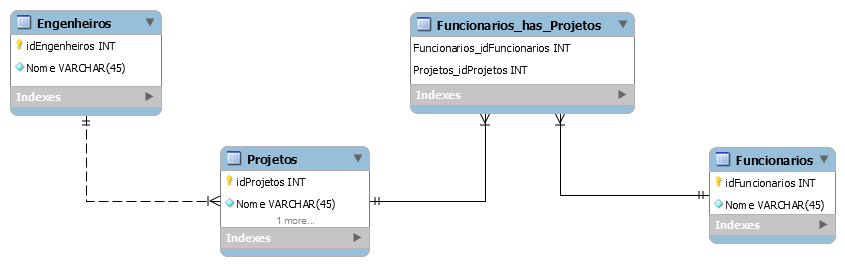 Engenheiros
idEngenheiros INT
Nome VARCHAR(45)
Indexes
Funcionarios_has_Projetos
Funcionarios_idFuncionarios INT
Projetos_idProjetos INT
Indexes
Projetos
idProjetos INT
Nome VARCHAR(45)
1 more...
Indexes
Funcionarios
idFuncionarios INT
Nome VARCHAR(45)
Indexes